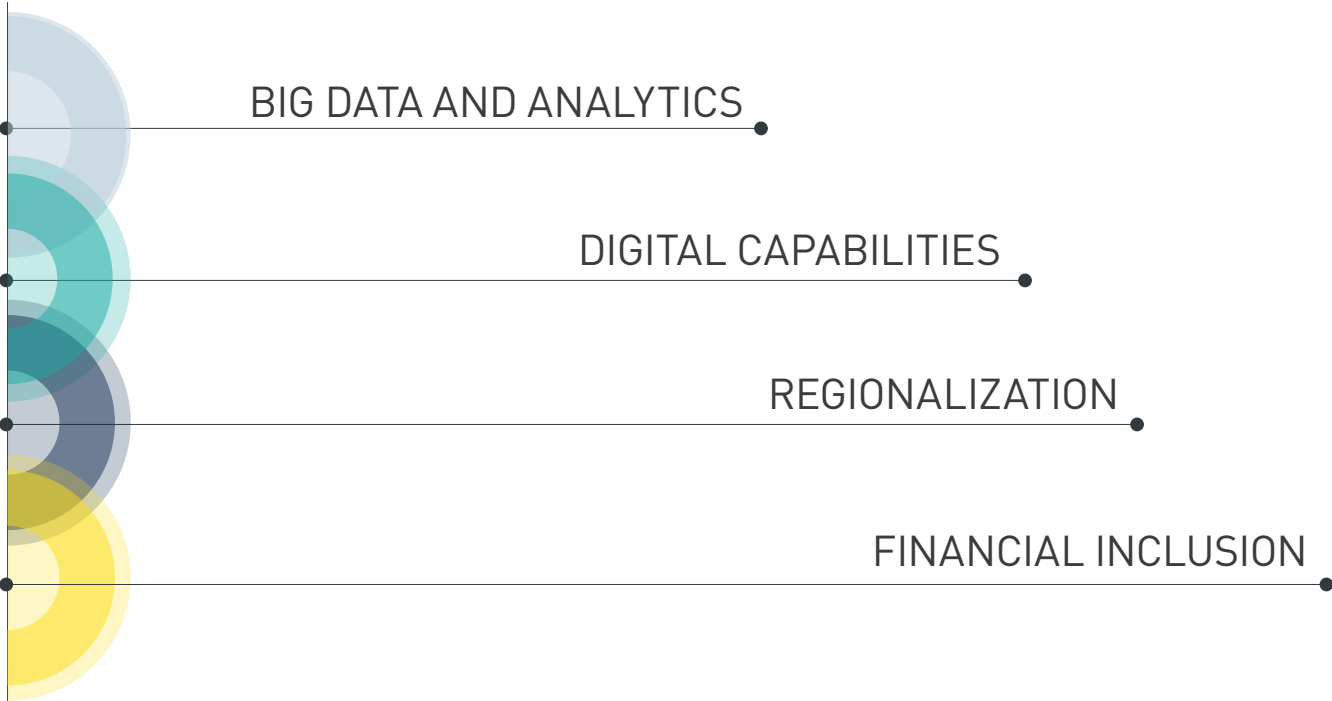 BIG DATA AND ANALYTICS
DIGITAL CAPABILITIES
REGIONALIZATION
FINANCIAL INCLUSION